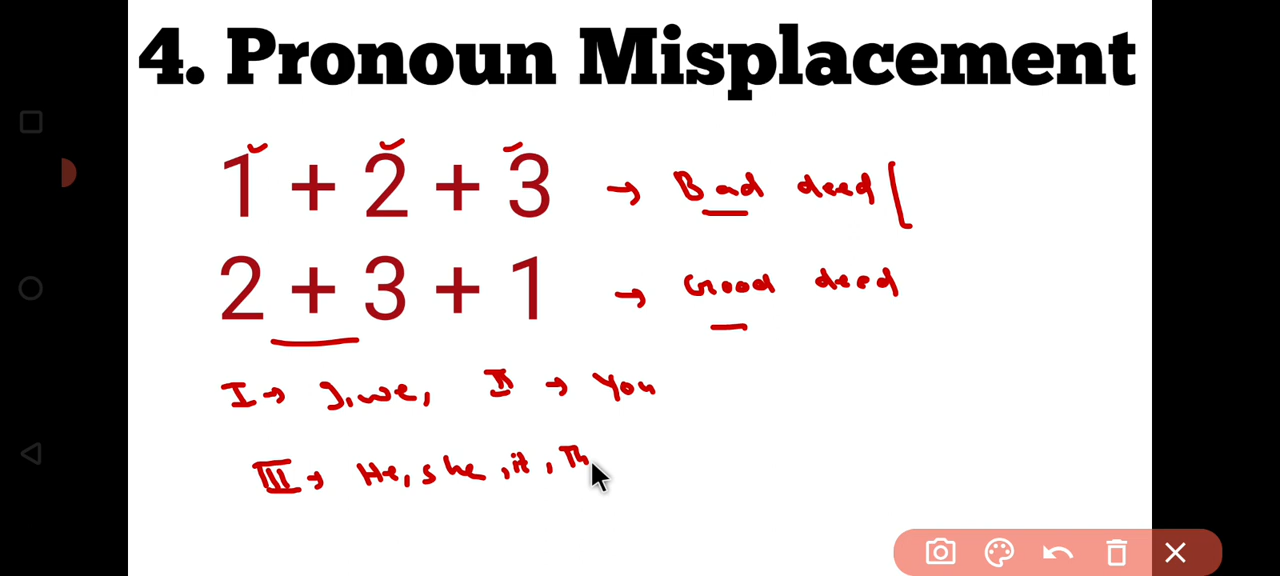 4. Pronoun Misplacement
1 + 2 + 3 → Bad deed
2 + 3 + 1 → Good deed
I → I, we, II → You
III → He, she, it, Th